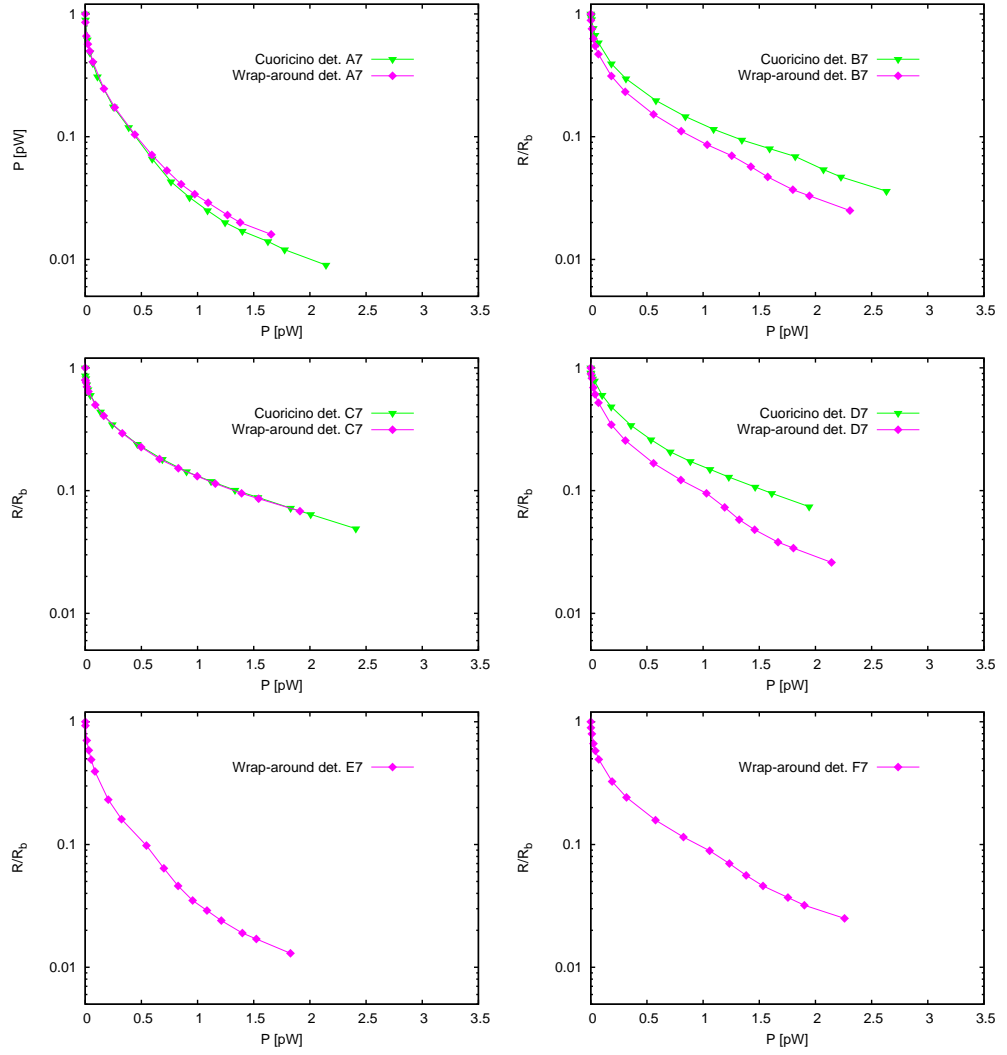 1
0.1
0.01
0 0.5 1 1.5 2 2.5 3 3.5
P [pW]
P [pW]
Cuoricino det. A7
Wrap-around det. A7
1
0.1
0.01
0 0.5 1 1.5 2 2.5 3 3.5
R/Rb
P [pW]
Cuoricino det. B7
Wrap-around det. B7
1
0.1
0.01
0 0.5 1 1.5 2 2.5 3 3.5
R/Rb
P [pW]
Cuoricino det. C7
Wrap-around det. C7
1
0.1
0.01
0 0.5 1 1.5 2 2.5 3 3.5
R/Rb
P [pW]
Cuoricino det. D7
Wrap-around det. D7
1
0.1
0.01
0 0.5 1 1.5 2 2.5 3 3.5
R/Rb
P [pW]
Wrap-around det. E7
1
0.1
0.01
0 0.5 1 1.5 2 2.5 3 3.5
R/Rb
P [pW]
Wrap-around det. F7